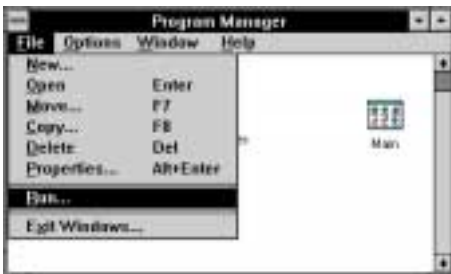 Program Manager
File Options Window Help
New...
Open Enter
Move... F7
Copy... F8
Delete Del
Properties... Alt+Enter
Run...
Exit Windows...
Main